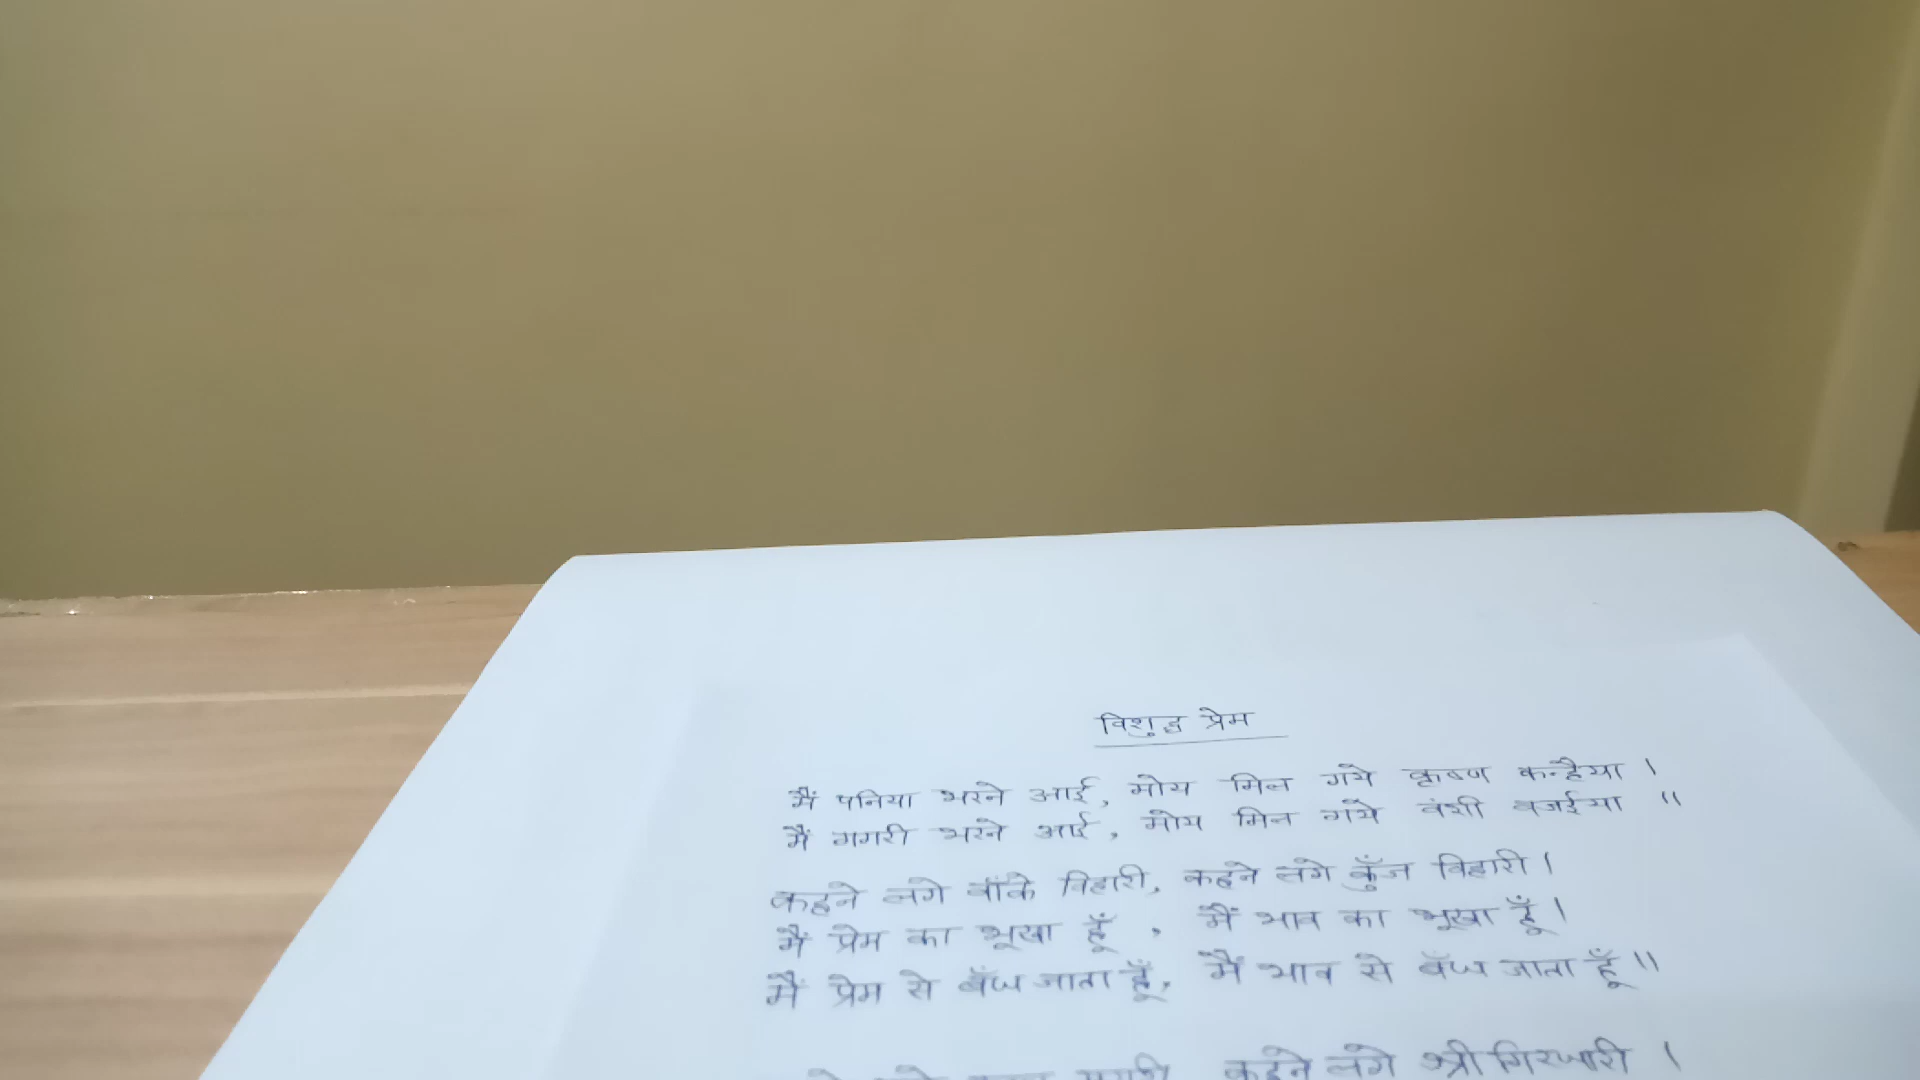 विशुद्ध प्रेम
मैं पनिया भरने आई, मोय मिल गये कृष्ण कन्हैया ।
मैं गगरी भरने आई, मोय मिल गये बंशी बजईया ॥
कहने लगे बाँके विहारी, कहने लगे कुँज विहारी ।
मैं प्रेम का भूखा हूँ , मैं भाव का भूखा हूँ ।
मैं प्रेम से बँध जाता हूँ, मैं भाव से बँध जाता हूँ ॥
कहने लगे श्री गिरधारी ।